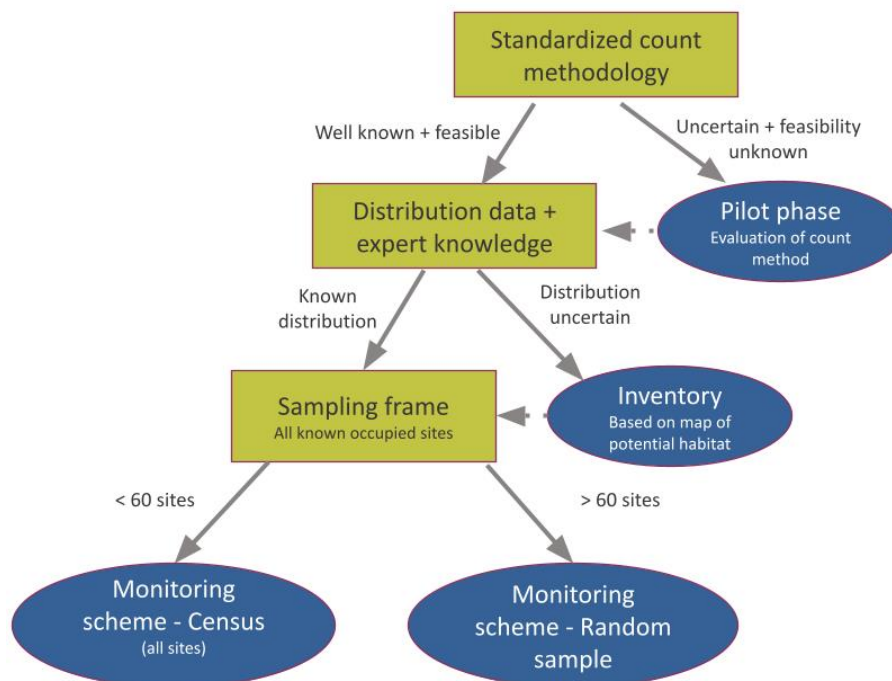 Standardized count
methodology
Well known + feasible
Uncertain + feasibility
unknown
Distribution data +
expert knowledge
Pilot phase
Evaluation of count
method
Known
distribution
Distribution
uncertain
Sampling frame
All known occupied sites
Inventory
Based on map of
potential habitat
< 60 sites
> 60 sites
Monitoring
scheme - Census
(all sites)
Monitoring
scheme - Random
sample